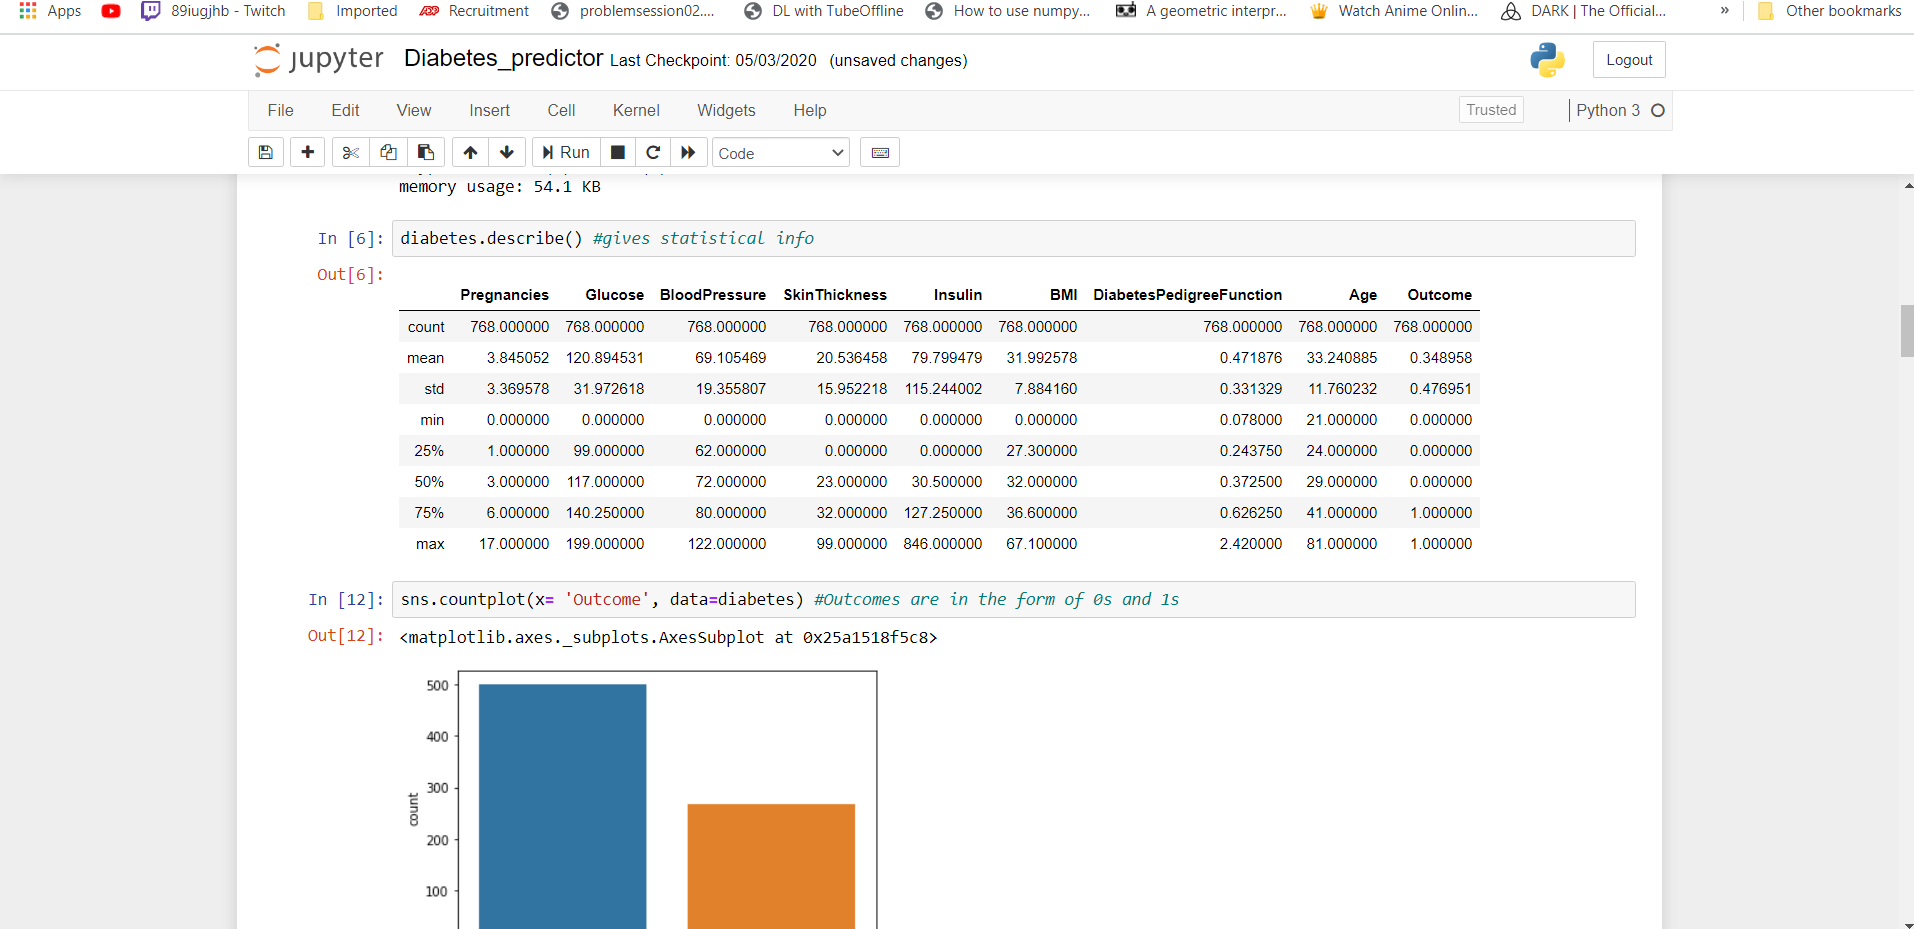 Apps 89iugjhb - Twitch Imported Recruitment problemsession02.... DL with TubeOffline How to use numpy... A geometric interpr... Watch Anime Onlin... DARK | The Official... » Other bookmarks
jupyter Diabetes_predictor Last Checkpoint: 05/03/2020 (unsaved changes) Logout
File Edit View Insert Cell Kernel Widgets Help Trusted Python 3
Run Code
memory usage: 54.1 KB
In [6]: diabetes.describe() #gives statistical info
Out[6]:
Pregnancies Glucose BloodPressure SkinThickness Insulin BMI DiabetesPedigreeFunction Age Outcome
count 768.000000 768.000000 768.000000 768.000000 768.000000 768.000000 768.000000 768.000000 768.000000
mean 3.845052 120.894531 69.105469 20.536458 79.799479 31.992578 0.471876 33.240885 0.348958
std 3.369578 31.972618 19.355807 15.952218 115.244002 7.884160 0.331329 11.760232 0.476951
min 0.000000 0.000000 0.000000 0.000000 0.000000 0.000000 0.078000 21.000000 0.000000
25% 1.000000 99.000000 62.000000 0.000000 0.000000 27.300000 0.243750 24.000000 0.000000
50% 3.000000 117.000000 72.000000 23.000000 30.500000 32.000000 0.372500 29.000000 0.000000
75% 6.000000 140.250000 80.000000 32.000000 127.250000 36.600000 0.626250 41.000000 1.000000
max 17.000000 199.000000 122.000000 99.000000 846.000000 67.100000 2.420000 81.000000 1.000000
In [12]: sns.countplot(x= 'Outcome', data=diabetes) #Outcomes are in the form of 0s and 1s
Out[12]: <matplotlib.axes._subplots.AxesSubplot at 0x25a1518f5c8>
500
400
300
count
200
100